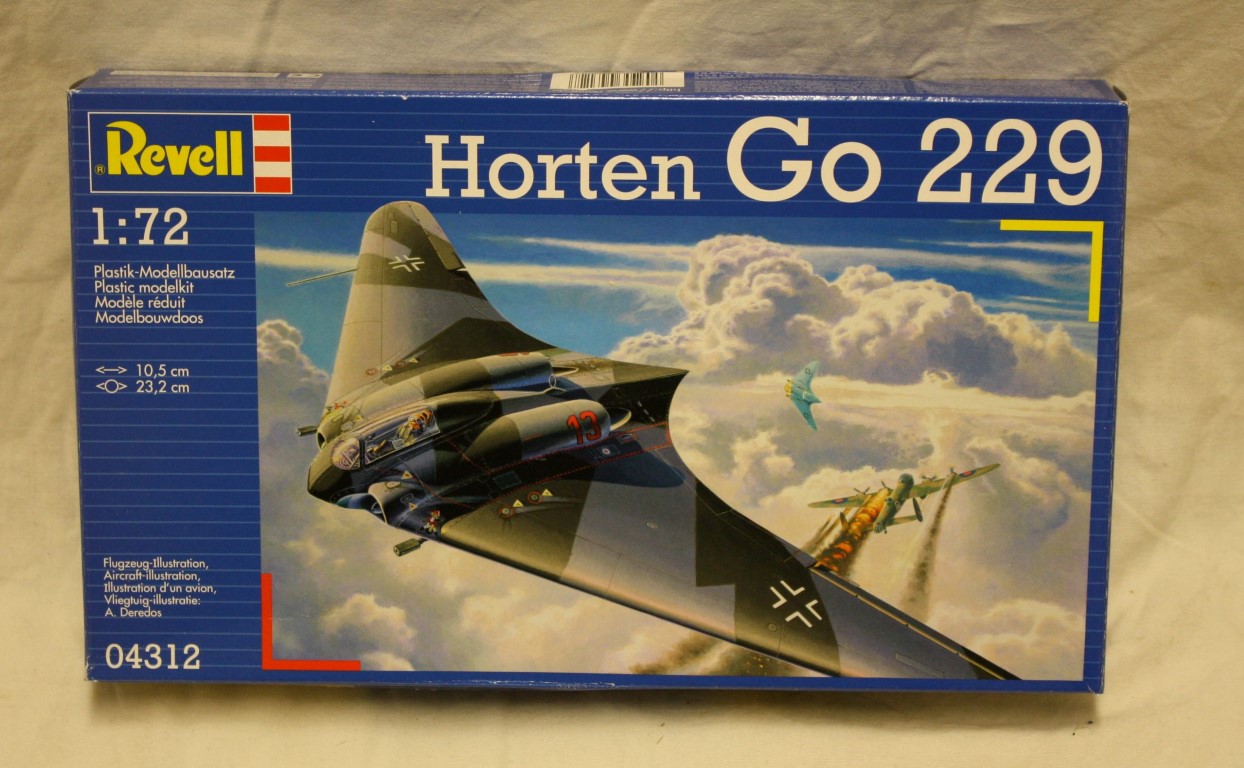 ® Revell
Horten Go 229
1:72
Plastik-Modellbausatz
Plastic modelkit
Modèle réduit
Modelbouwdoos
10,5 cm
23,2 cm
13
Flugzeug-Illustration,
Aircraft-illustration,
Illustration d'un avion,
Vliegtuig-illustratie:
A. Deredos
04312